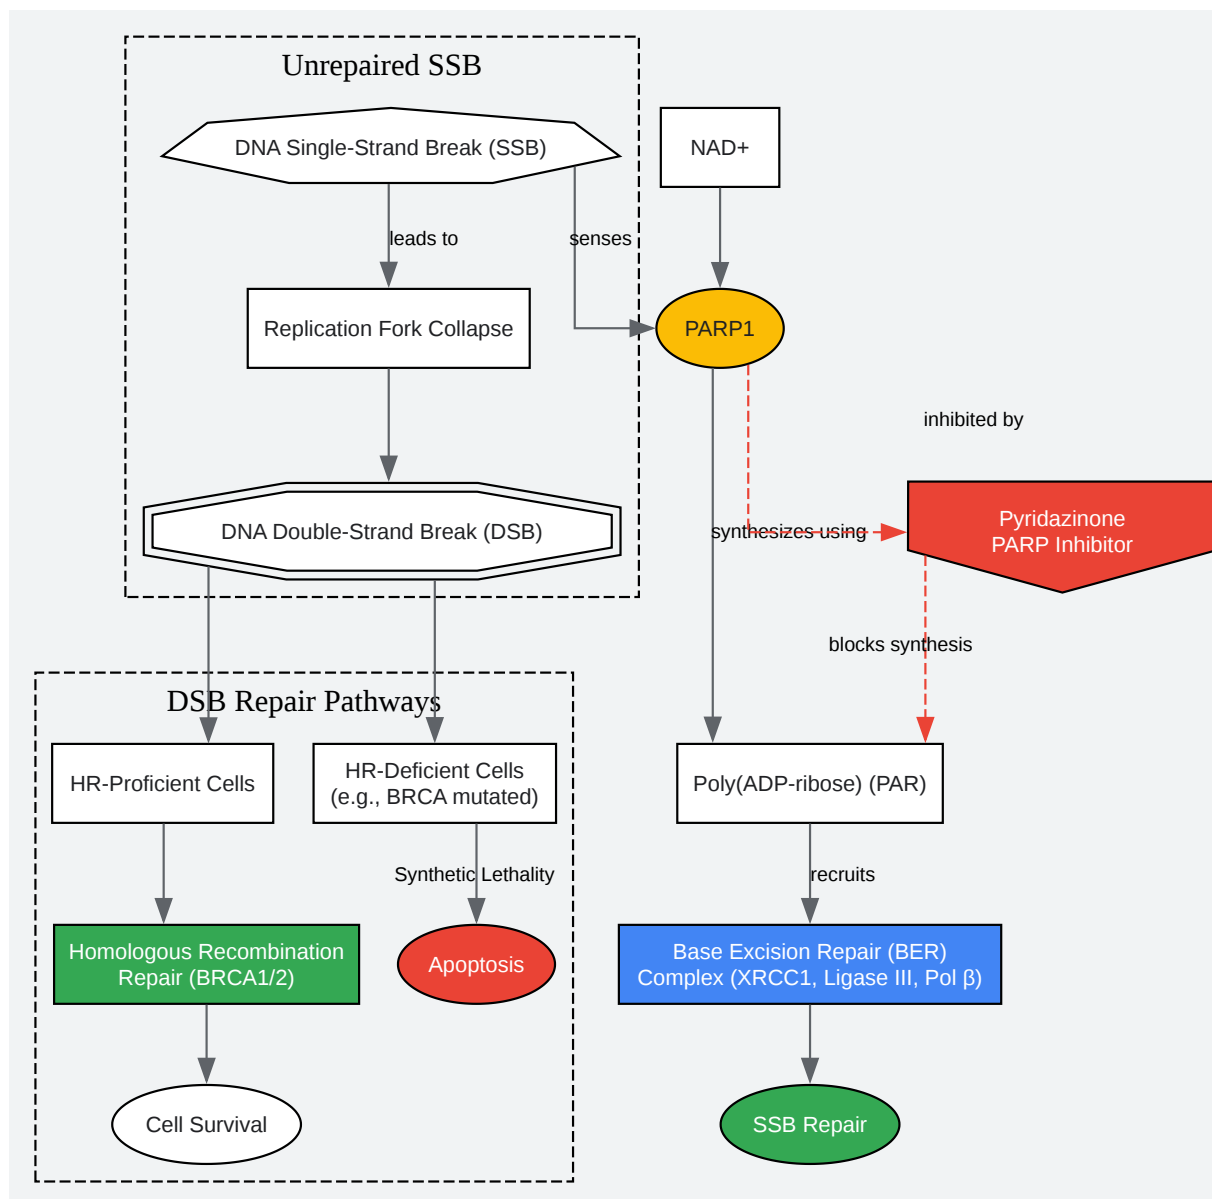 Unrepaired SSB
DNA Single-Strand Break (SSB)
NAD+
leads to
senses
Replication Fork Collapse
PARP1
inhibited by
DNA Double-Strand Break (DSB)
synthesizes using
Pyridazinone
PARP Inhibitor
blocks synthesis
DSB Repair Pathways
HR-Proficient Cells
HR-Deficient Cells
(e.g., BRCA mutated)
Poly(ADP-ribose) (PAR)
Synthetic Lethality
recruits
Homologous Recombination
Repair (BRCA1/2)
Apoptosis
Base Excision Repair (BER)
Complex (XRCC1, Ligase III, Pol β)
Cell Survival
SSB Repair